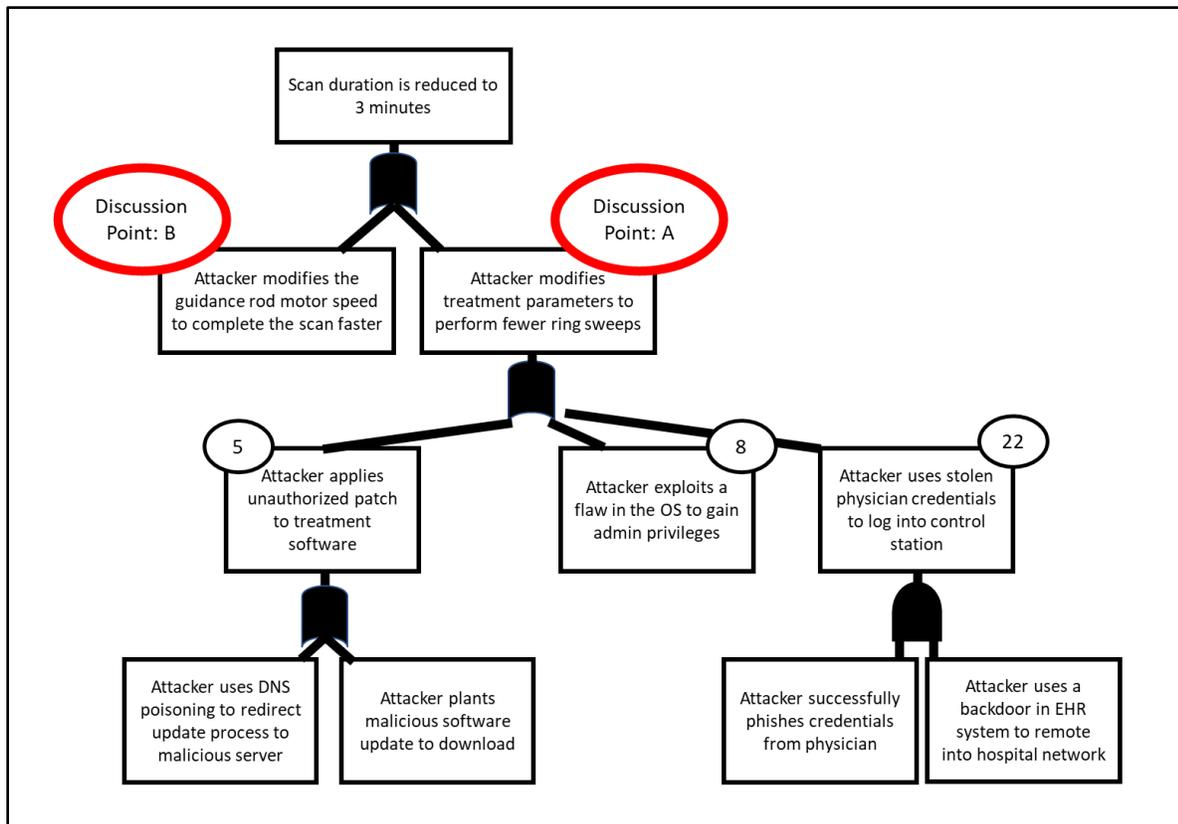 Scan duration is reduced to
3 minutes
Discussion
Point: B
Discussion
Point: A
Attacker modifies the
guidance rod motor speed
to complete the scan faster
Attacker modifies
treatment parameters to
perform fewer ring sweeps
5
Attacker applies
unauthorized patch
to treatment
software
8
Attacker exploits a
flaw in the OS to gain
admin privileges
22
Attacker uses stolen
physician credentials
to log into control
station
Attacker uses DNS
poisoning to redirect
update process to
malicious server
Attacker plants
malicious software
update to download
Attacker successfully
phishes credentials
from physician
Attacker uses a
backdoor in EHR
system to remote
into hospital network